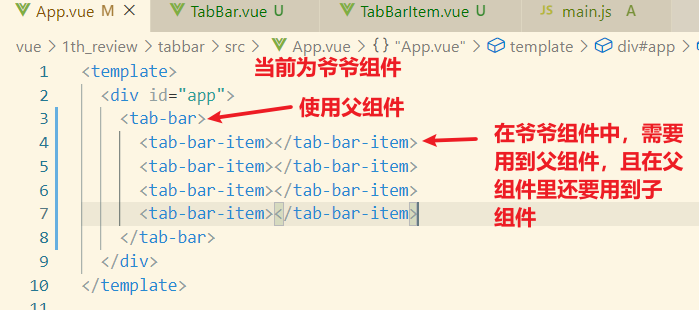 App.vue M × TabBar.vue U TabBarItem.vue U JS main.js A
vue > 1th_review > tabbar > src > App.vue > {} "App.vue" > template > div#app >
1 <template>
当前为爷爷组件
2 <div id="app">
3 <tab-bar>
使用父组件
4 <tab-bar-item></tab-bar-item>
5 <tab-bar-item></tab-bar-item>
6 <tab-bar-item></tab-bar-item>
7 <tab-bar-item></tab-bar-item>
在爷爷组件中，需要
用到父组件，且在父
组件里还要用到子
组件
8 </tab-bar>
9 </div>
10 </template>
11